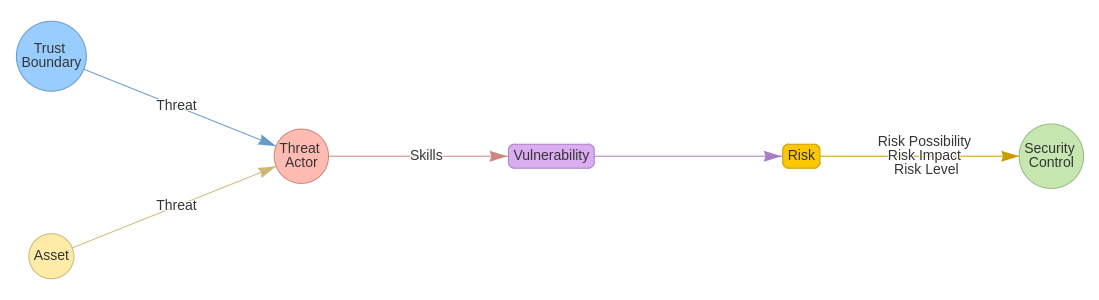 Trust
Boundary
Threat
Threat
Actor
Skills
Vulnerability
Risk
Risk Possibility
Risk Impact
Risk Level
Security
Control
Threat
Asset